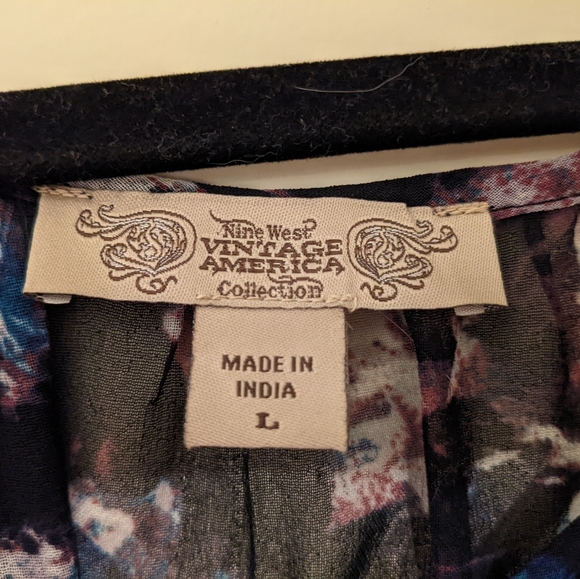 Nine West
VINTAGE
AMERICA
Collection
MADE IN
INDIA
L